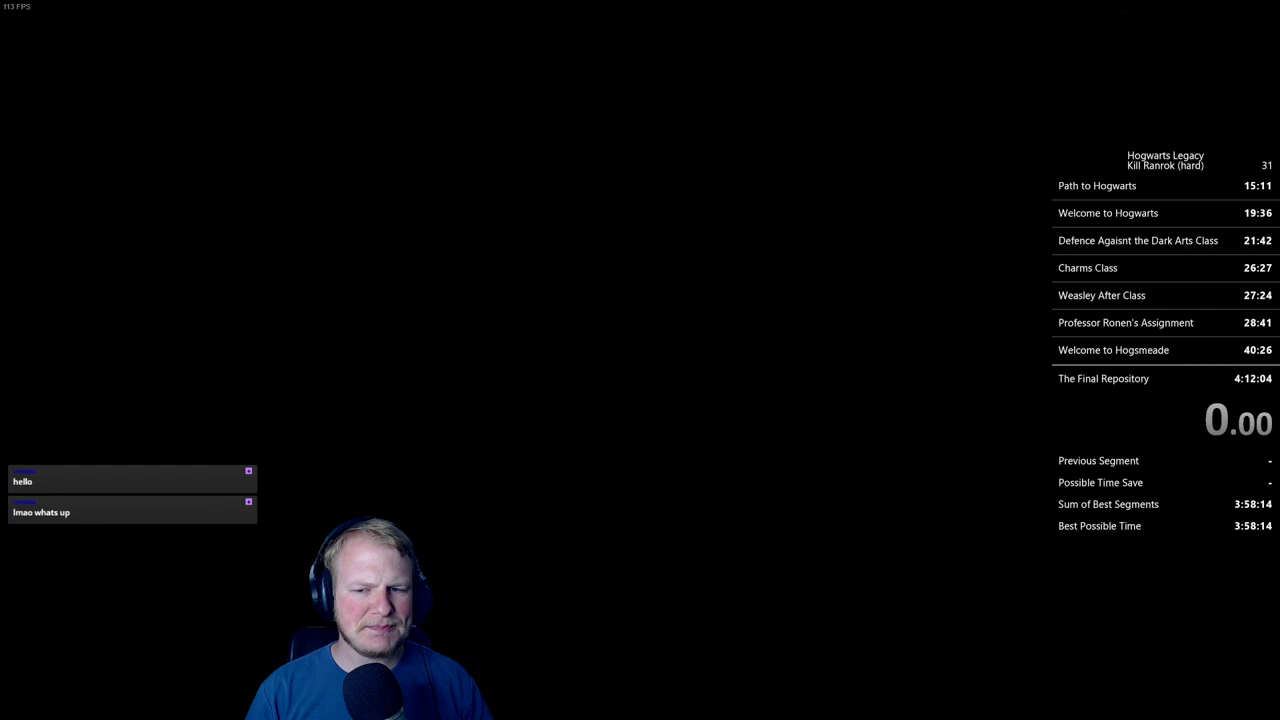 113 FPS
Hogwarts Legacy
Kill Ranrok (hard) 31
Path to Hogwarts 15:11
Welcome to Hogwarts 19:36
Defence Agaisnt the Dark Arts Class 21:42
Charms Class 26:27
Weasley After Class 27:24
Professor Ronen's Assignment 28:41
Welcome to Hogsmeade 40:26
The Final Repository 4:12:04
0.00
Previous Segment -
Possible Time Save -
Sum of Best Segments 3:58:14
Best Possible Time 3:58:14
hello
lmao whats up